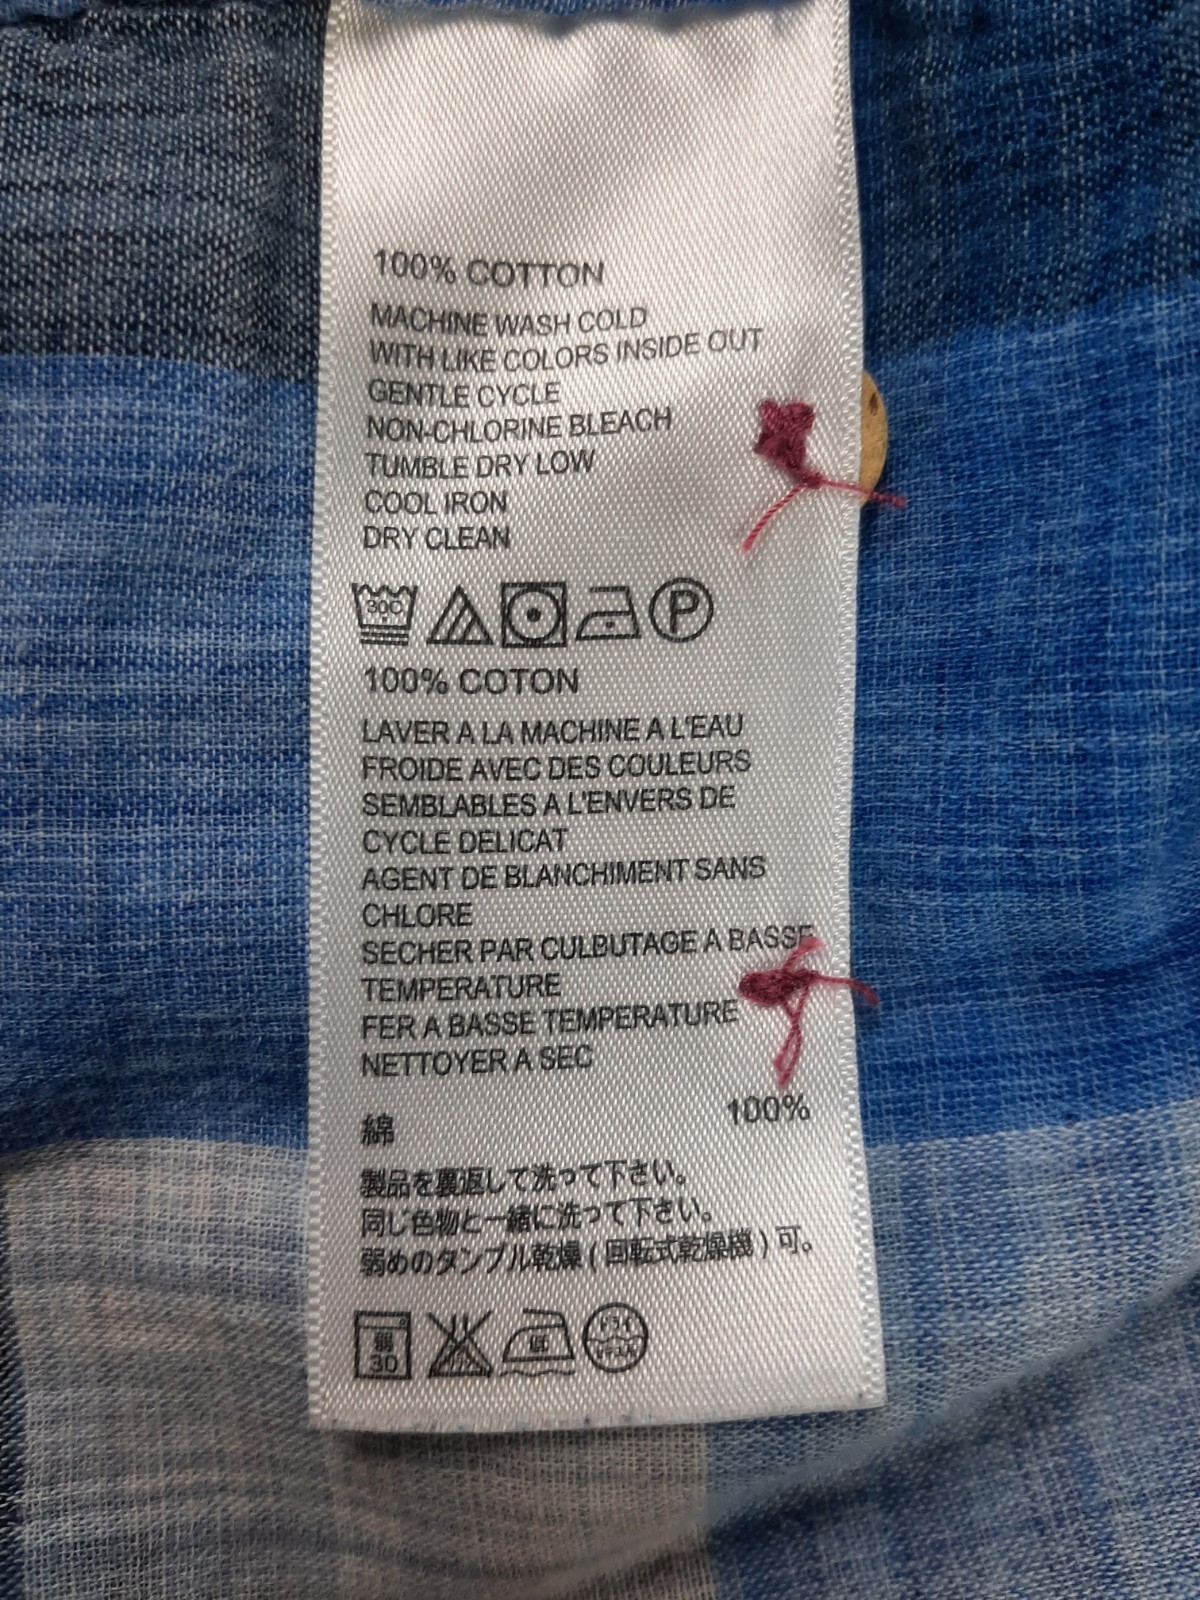 100% COTTON
MACHINE WASH COLD
WITH LIKE COLORS INSIDE OUT
GENTLE CYCLE
NON-CHLORINE BLEACH
TUMBLE DRY LOW
COOL IRON
DRY CLEAN
30C P
100% COTON
LAVER A LA MACHINE A L'EAU
FROIDE AVEC DES COULEURS
SEMBLABLES A L'ENVERS DE
CYCLE DELICAT
AGENT DE BLANCHIMENT SANS
CHLORE
SECHER PAR CULBUTAGE A BASSE
TEMPERATURE
FER A BASSE TEMPERATURE
NETTOYER A SEC
綿 100%
製品を裏返して洗って下さい。
同じ色物と一緒に洗って下さい。
弱めのタンブル乾燥 ( 回転式乾燥機 ) 可。
弱 低 ドライ
30